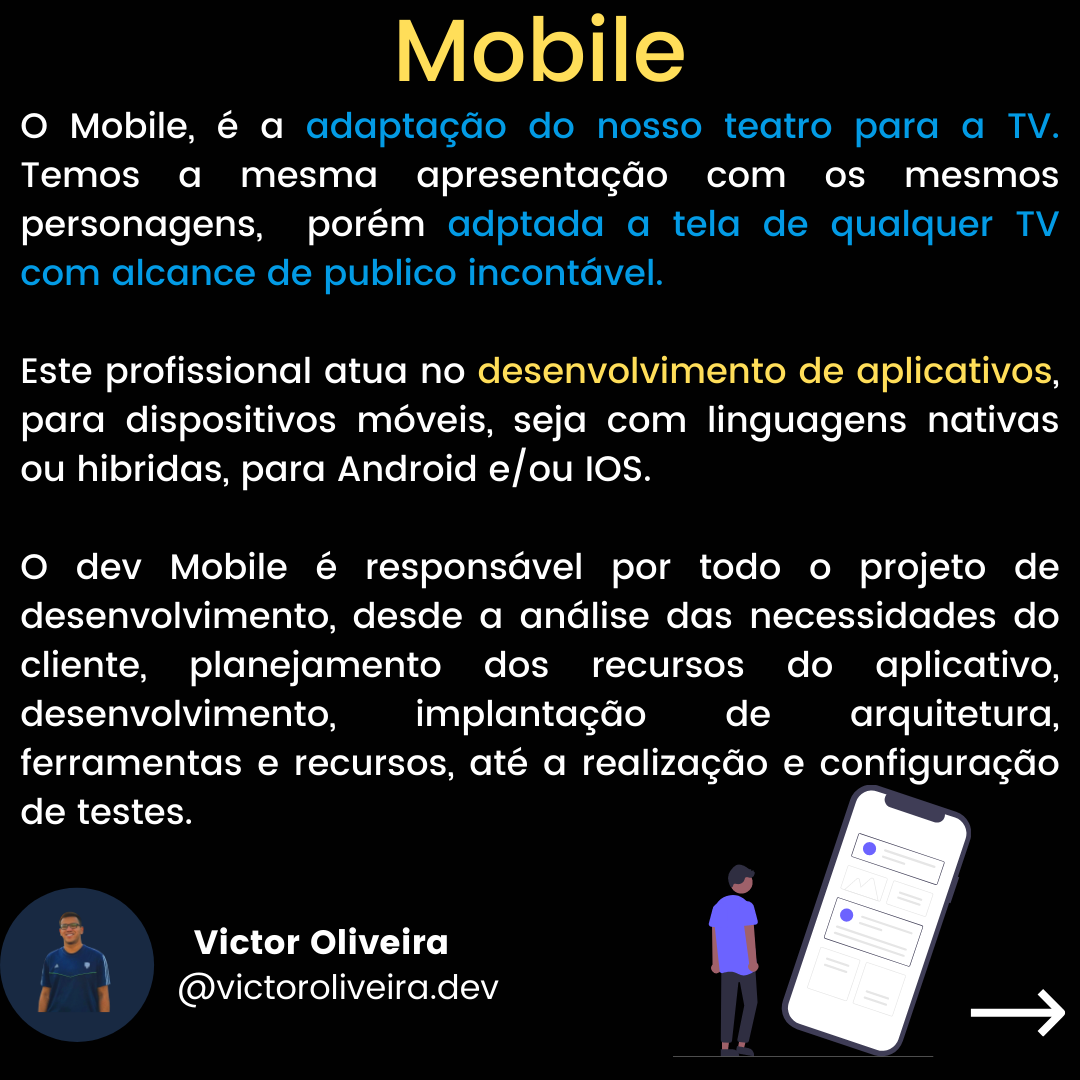 Mobile
O Mobile, é a adaptação do nosso teatro para a TV.
Temos a mesma apresentação com os mesmos
personagens, porém adptada a tela de qualquer TV
com alcance de publico incontável.
Este profissional atua no desenvolvimento de aplicativos,
para dispositivos móveis, seja com linguagens nativas
ou hibridas, para Android e/ou IOS.
O dev Mobile é responsável por todo o projeto de
desenvolvimento, desde a análise das necessidades do
cliente, planejamento dos recursos do aplicativo,
desenvolvimento, implantação de arquitetura,
ferramentas e recursos, até a realização e configuração
de testes.
Victor Oliveira
@victoroliveira.dev